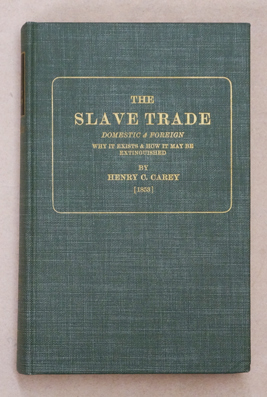 THE
SLAVE TRADE
DOMESTIC & FOREIGN
WHY IT EXISTS & HOW IT MAY BE
EXTINGUISHED
BY
HENRY C. CAREY
[1853]